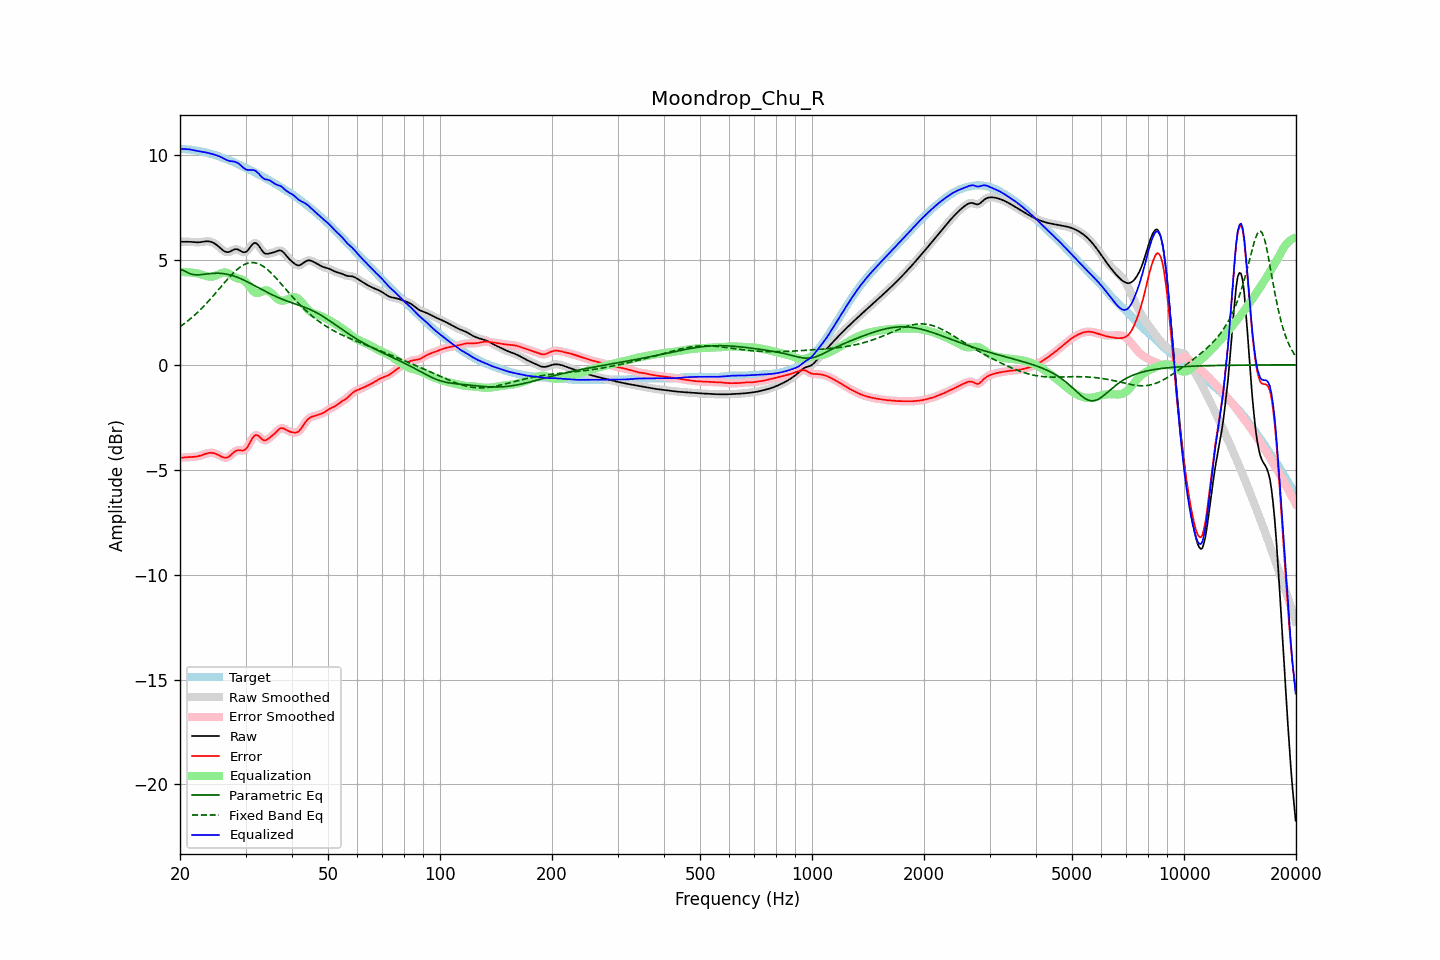 Moondrop_Chu_R
Amplitude (dBr)
10
5
0
−5
−10
−15
−20
Target
Raw Smoothed
Error Smoothed
Raw
Error
Equalization
Parametric Eq
Fixed Band Eq
Equalized
20 50 100 200 500 1000 2000 5000 10000 20000
Frequency (Hz)